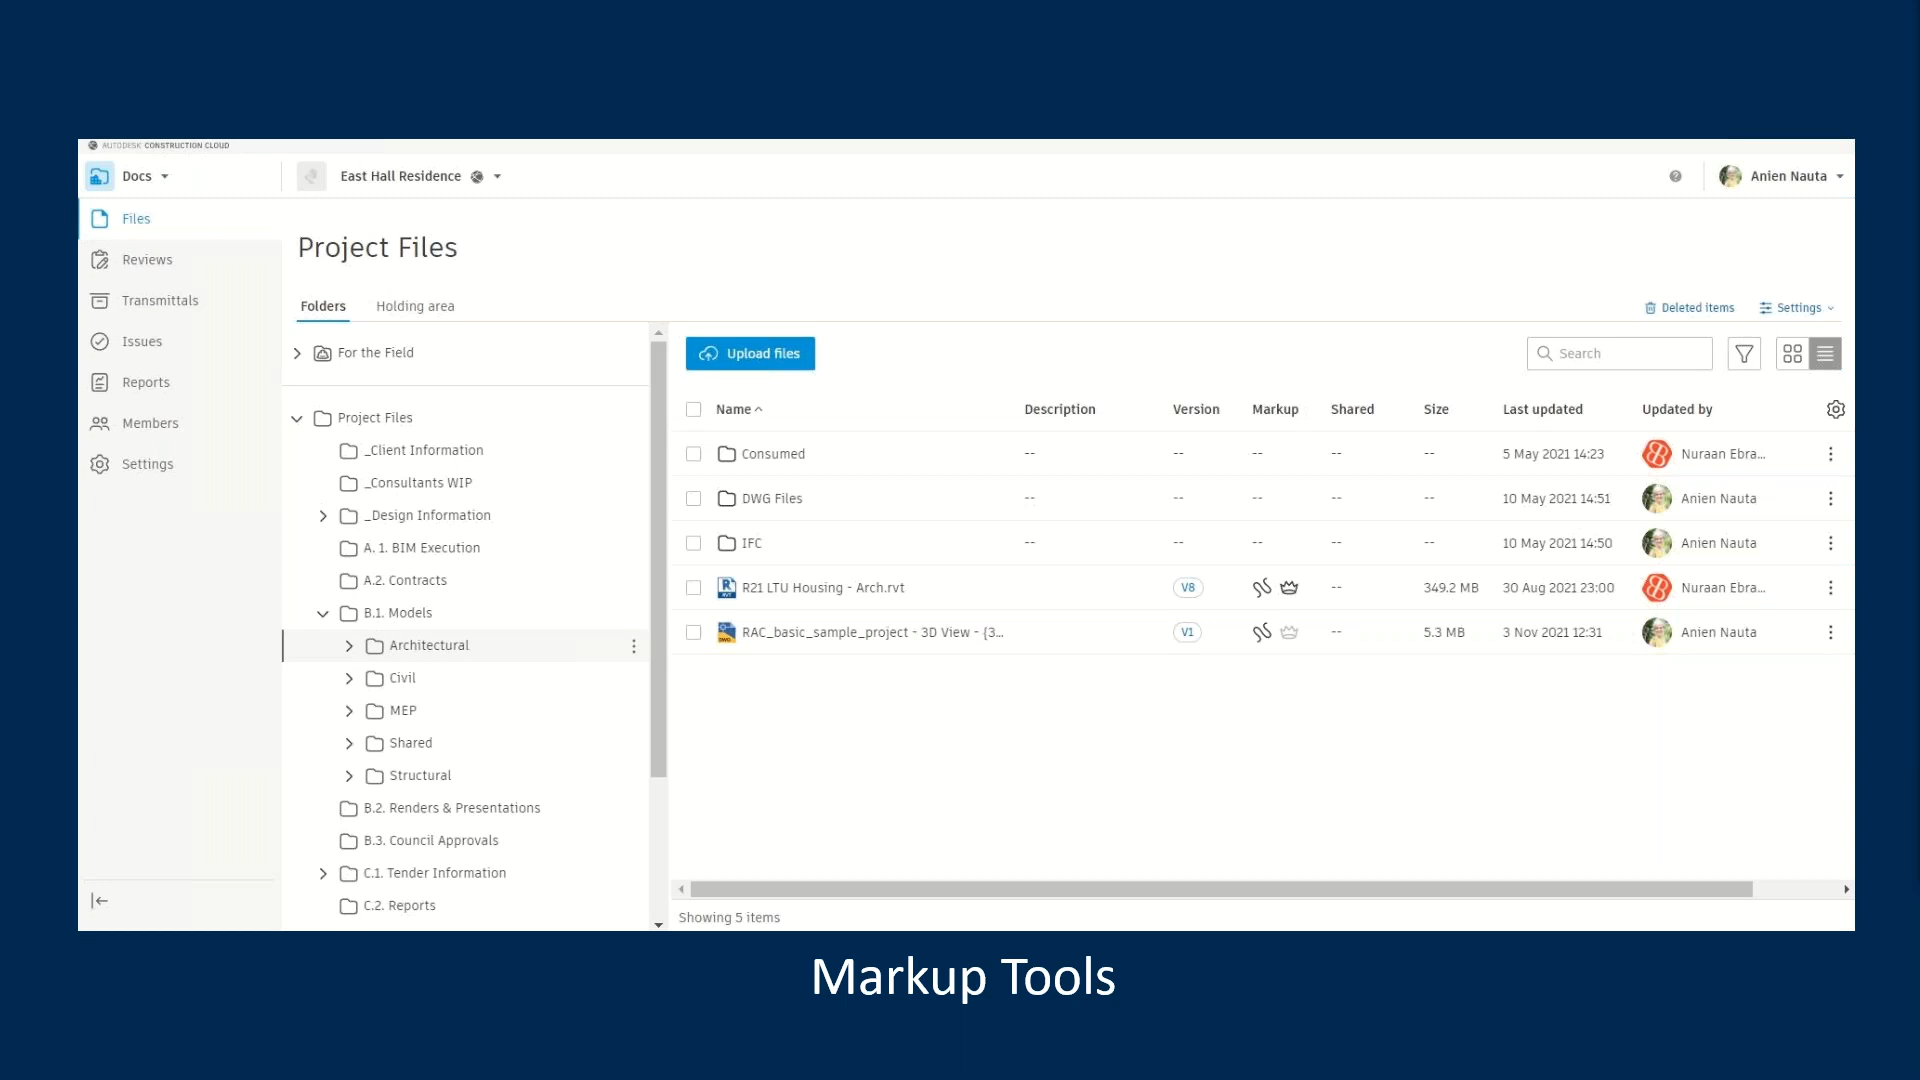 AUTODESK CONSTRUCTION CLOUD
Docs
East Hall Residence
Anien Nauta
Files
Reviews
Transmittals
Issues
Reports
Members
Settings
Project Files
Folders
Holding area
Deleted items
Settings
For the Field
Project Files
_Client Information
_Consultants WIP
_Design Information
A. 1. BIM Execution
A.2. Contracts
B.1. Models
Architectural
Civil
MEP
Shared
Structural
B.2. Renders & Presentations
B.3. Council Approvals
C.1. Tender Information
C.2. Reports
Upload files
Search
Name Description Version Markup Shared Size Last updated Updated by
Consumed -- -- -- -- -- 5 May 2021 14:23 Nuraan Ebra...
DWG Files -- -- -- -- -- 10 May 2021 14:51 Anien Nauta
IFC -- -- -- -- -- 10 May 2021 14:50 Anien Nauta
R21 LTU Housing - Arch.rvt V8 -- 349.2 MB 30 Aug 2021 23:00 Nuraan Ebra...
RAC_basic_sample_project - 3D View - {3... V1 -- 5.3 MB 3 Nov 2021 12:31 Anien Nauta
Showing 5 items
Markup Tools